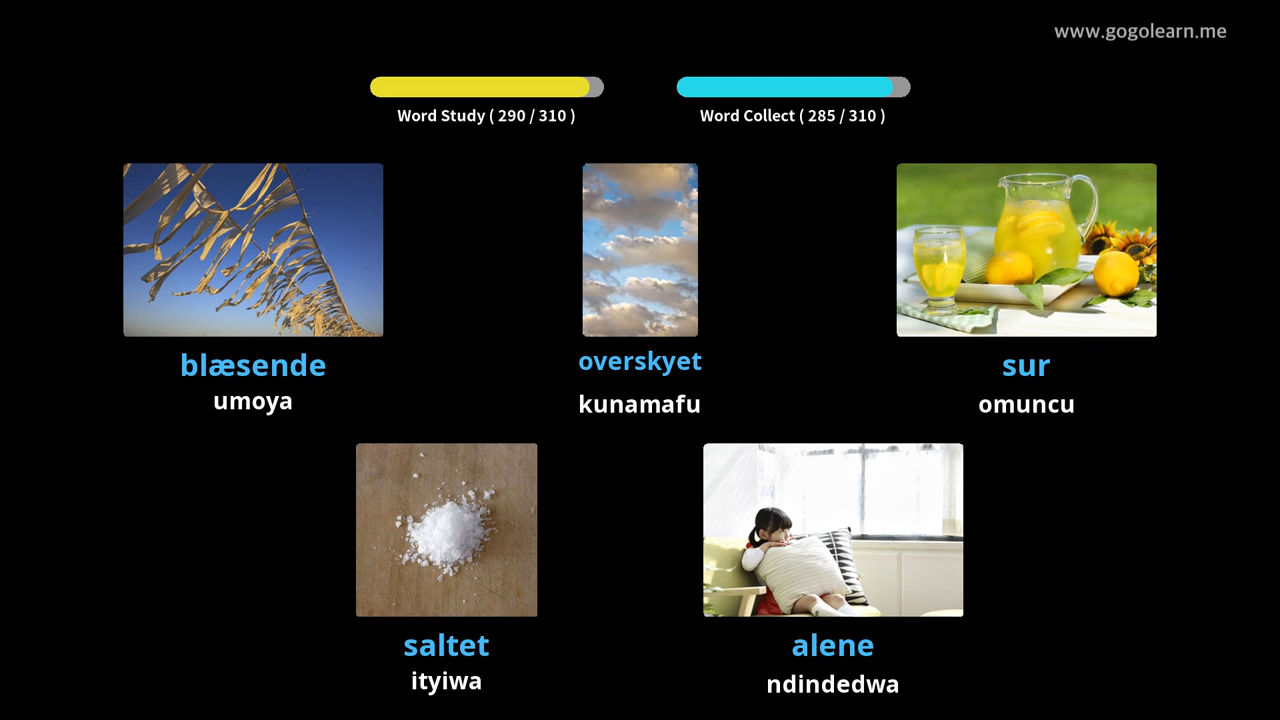 www.gogolearn.me
Word Study ( 290 / 310 )
Word Collect ( 285 / 310 )
blæsende
umoya
overskyet
kunamafu
sur
omuncu
saltet
ityiwa
alene
ndindedwa